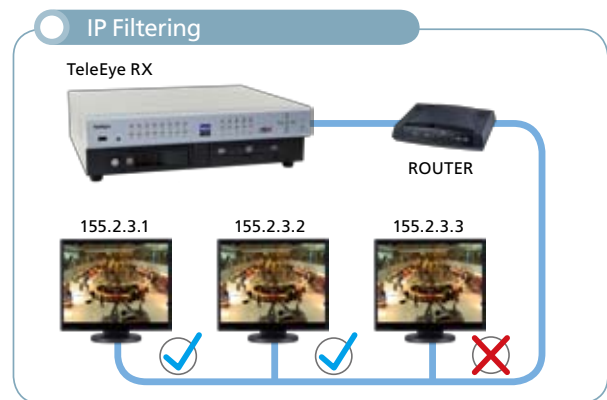 IP Filtering
TeleEye RX
ROUTER
155.2.3.1
155.2.3.2
155.2.3.3